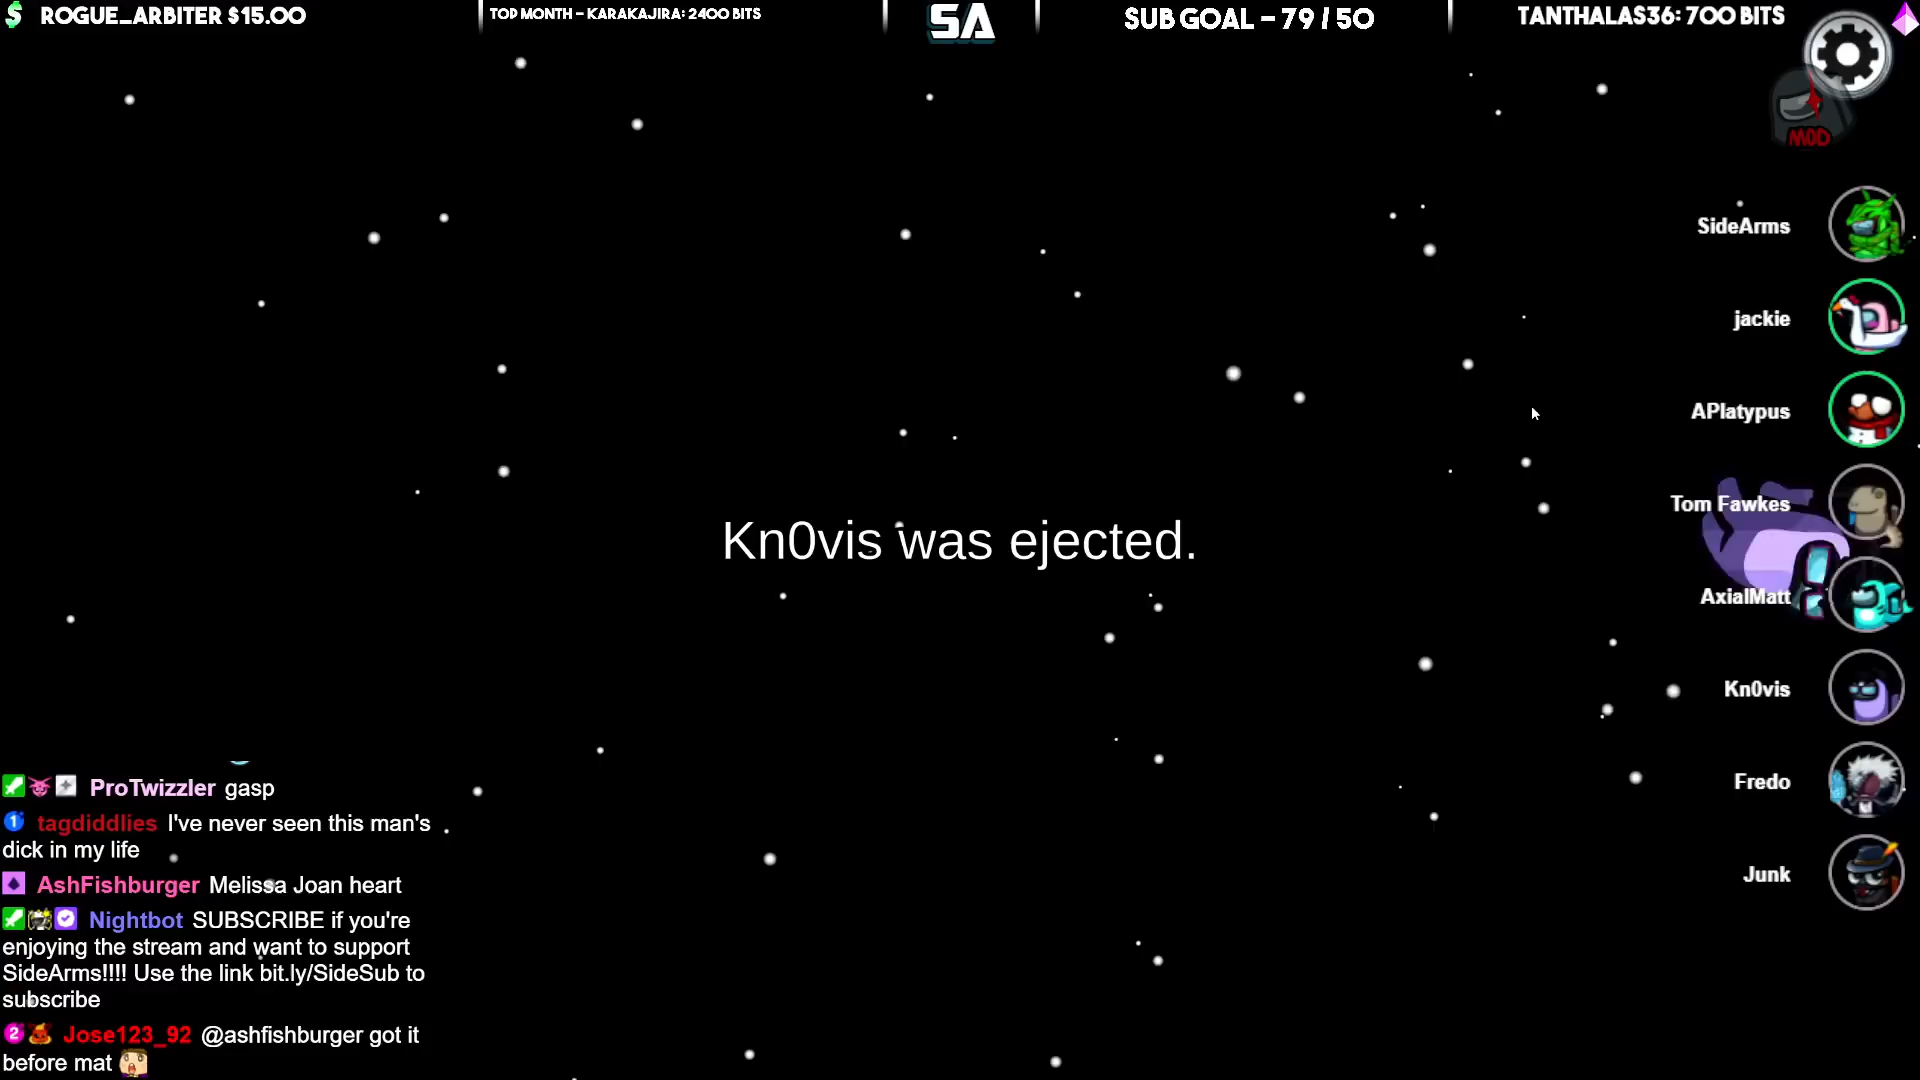 ROGUE_ARBITER $15.00
TOP MONTH - KARAKAJIRA: 2400 BITS
SA
SUB GOAL - 79 / 50
TANTHALAS36: 700 BITS
MOD
SideArms
jackie
APlatypus
Tom Fawkes
Kn0vis was ejected.
AxialMatt
Kn0vis
Fredo
Junk
ProTwizzler gasp
1 tagdiddlies I've never seen this man's
dick in my life
AshFishburger Melissa Joan heart
Nightbot SUBSCRIBE if you're
enjoying the stream and want to support
SideArms!!!! Use the link bit.ly/SideSub to
subscribe
2 Jose123_92 @ashfishburger got it
before mat